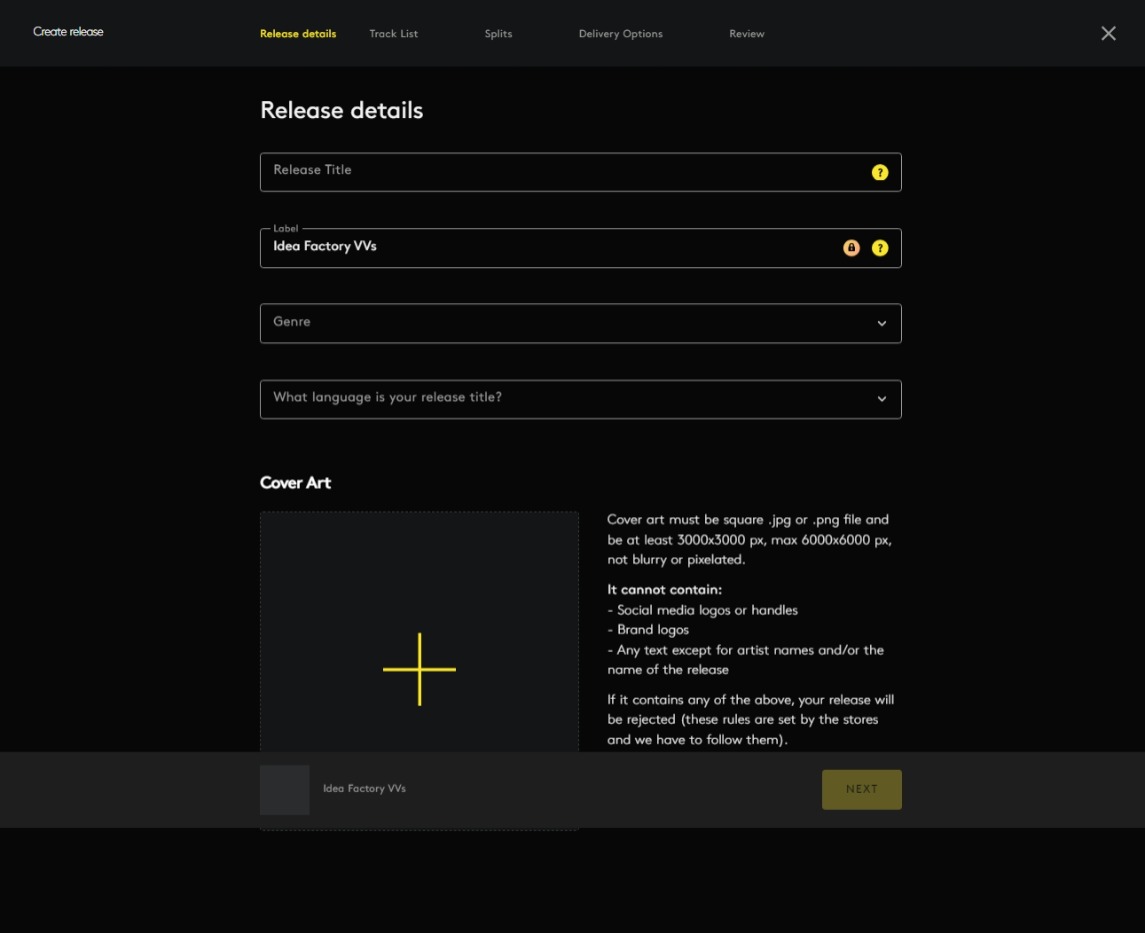 Create release
Release details
Track List
Splits
Delivery Options
Review
Release details
Release Title
?
Label
Idea Factory VVs
?
Genre
What language is your release title?
Cover Art
Cover art must be square .jpg or .png file and
be at least 3000x3000 px, max 6000x6000 px,
not blurry or pixelated.
It cannot contain:
- Social media logos or handles
- Brand logos
- Any text except for artist names and/or the
name of the release
If it contains any of the above, your release will
be rejected (these rules are set by the stores
and we have to follow them).
Idea Factory VVs
NEXT